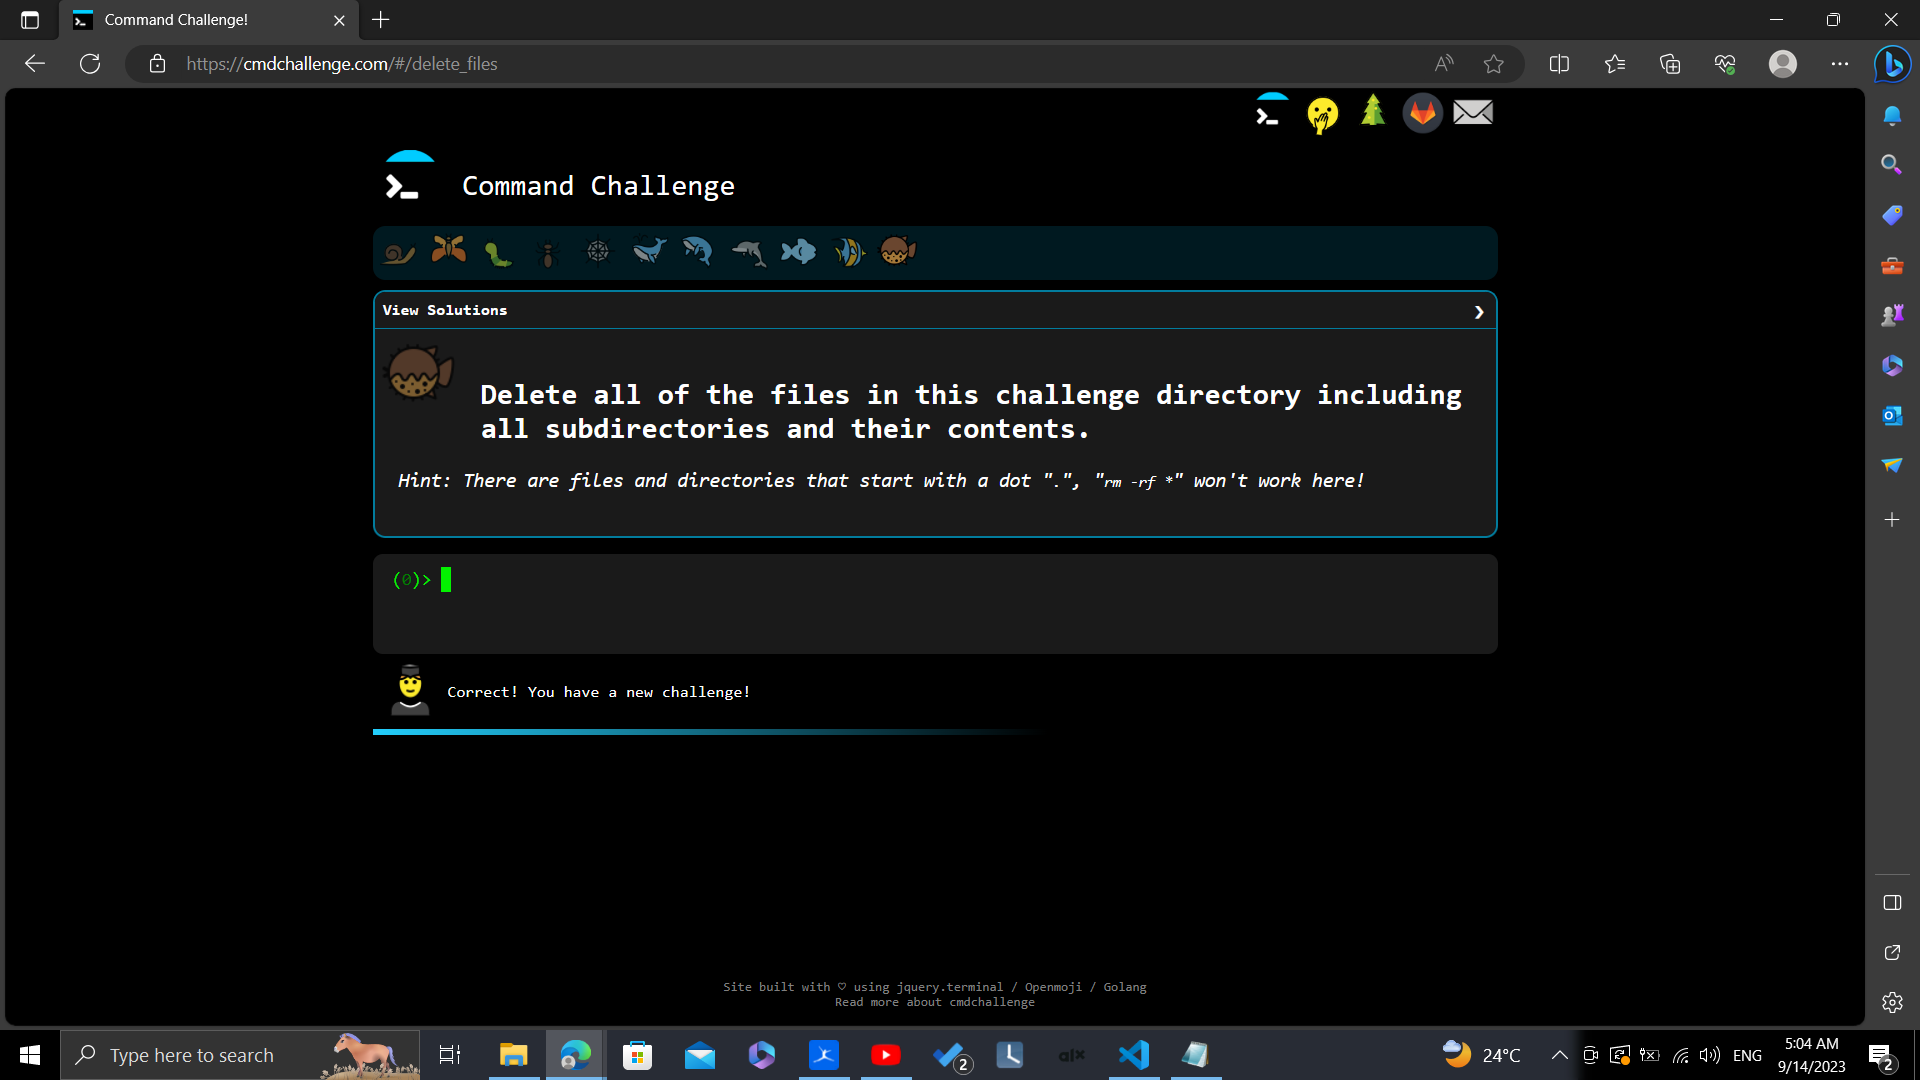 Command Challenge!
https://cmdchallenge.com/#/delete_files
Command Challenge
View Solutions
Delete all of the files in this challenge directory including
all subdirectories and their contents.
Hint: There are files and directories that start with a dot ".", "rm -rf *" won't work here!
(0)>
Correct! You have a new challenge!
Site built with ♡ using jquery.terminal / Openmoji / Golang
Read more about cmdchallenge
Type here to search
2
alx
24°C
ENG
5:04 AM
9/14/2023
2